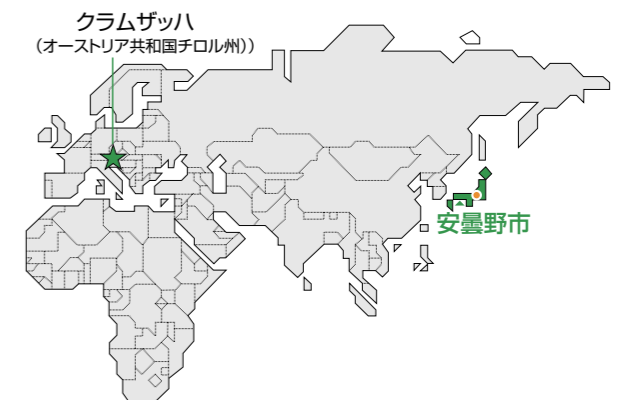 クラムザッハ
（オーストリア共和国チロル州））
安曇野市